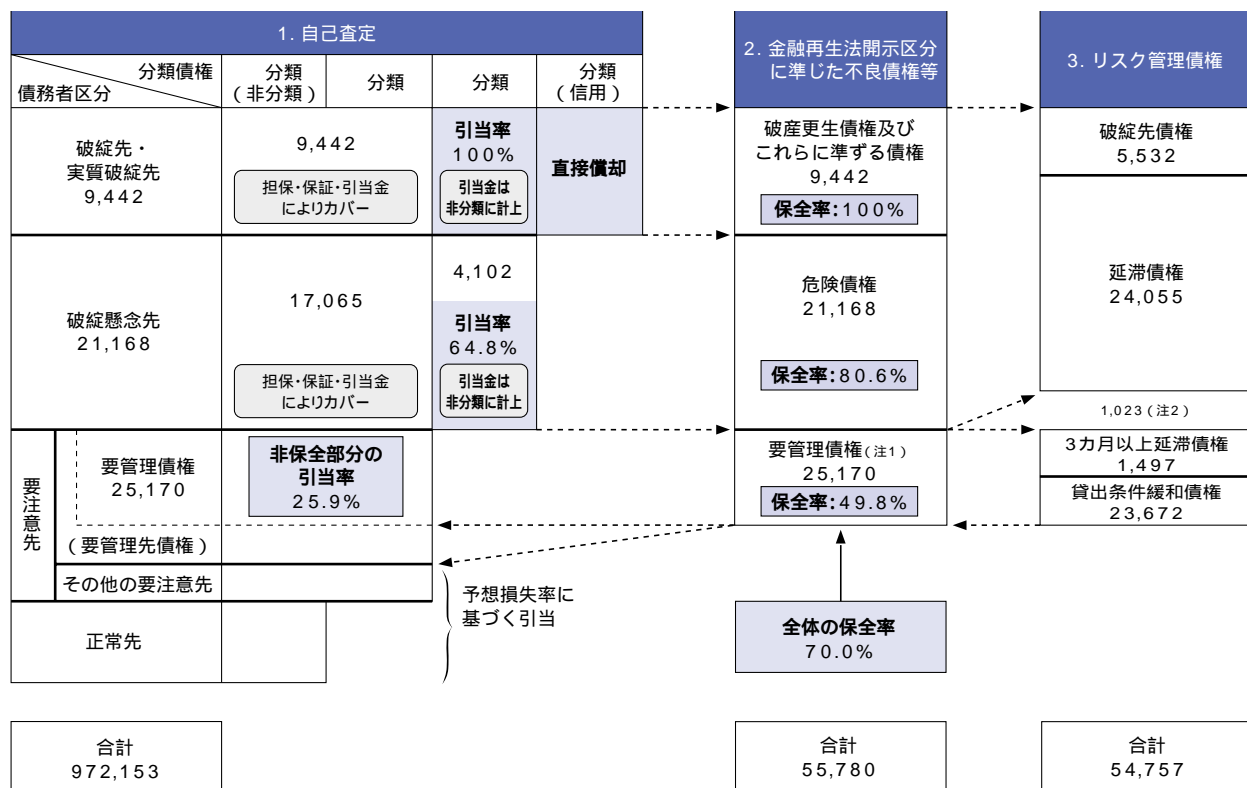 1. 自己査定
分類債権
債務者区分
分類
(非分類)
分類
分類
分類
(信用)
破綻先・
実質破綻先
9,442
9,442
担保・保証・引当金
によりカバー
引当率
100%
引当金は
非分類に計上
直接償却
破綻懸念先
21,168
17,065
担保・保証・引当金
によりカバー
4,102
引当率
64.8%
引当金は
非分類に計上
要注意先
要管理債権
25,170
(要管理先債権)
非保全部分の
引当率
25.9%
その他の要注意先
正常先
予想損失率に
基づく引当
合計
972,153
2. 金融再生法開示区分
に準じた不良債権等
破産更生債権及び
これらに準ずる債権
9,442
保全率:100%
危険債権
21,168
保全率:80.6%
要管理債権(注1)
25,170
保全率:49.8%
全体の保全率
70.0%
合計
55,780
3. リスク管理債権
破綻先債権
5,532
延滞債権
24,055
1,023(注2)
3カ月以上延滞債権
1,497
貸出条件緩和債権
23,672
合計
54,757